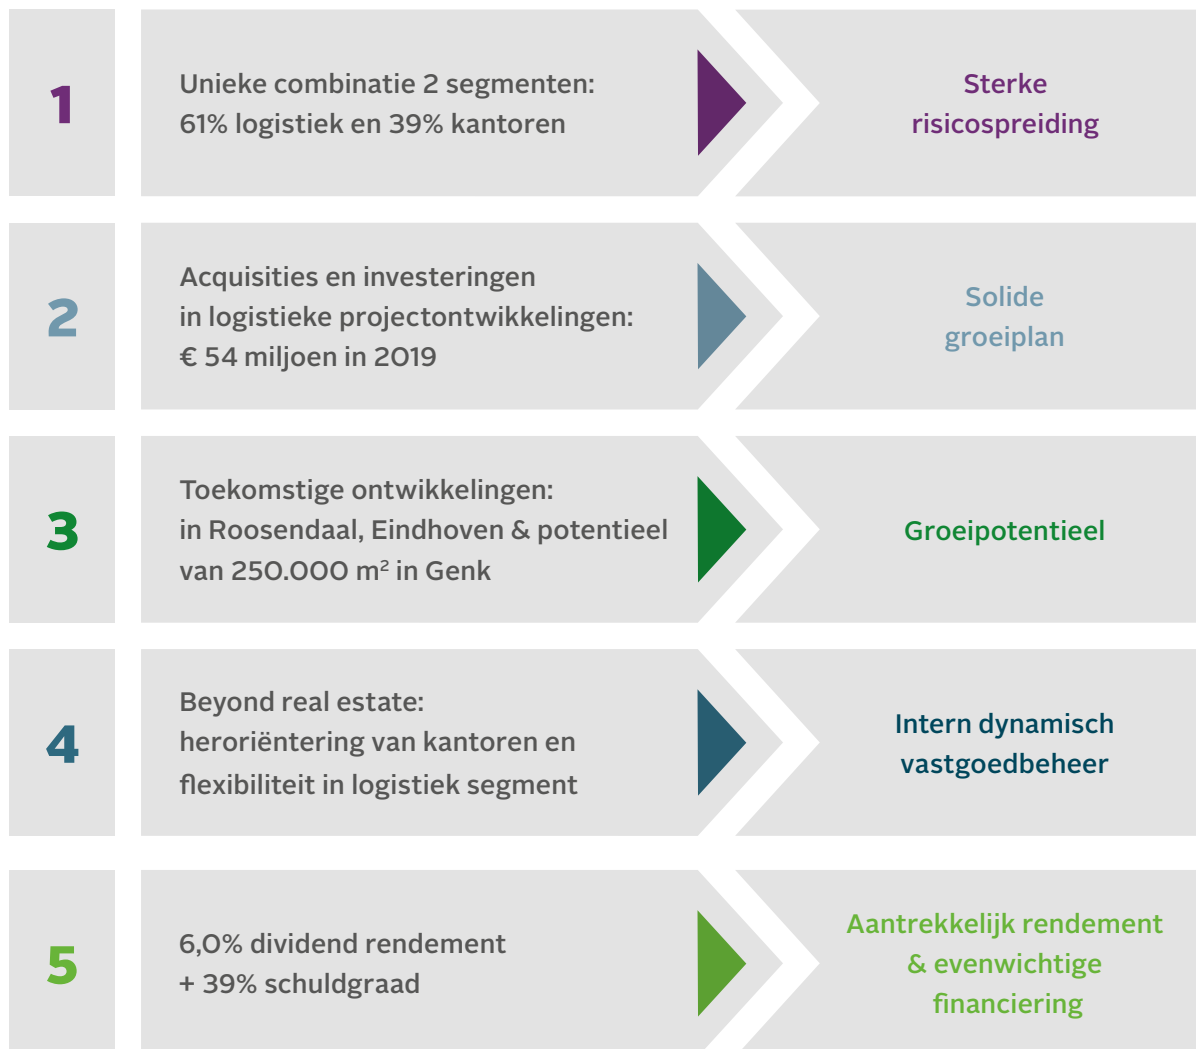 1
Unieke combinatie 2 segmenten:
61% logistiek en 39% kantoren
Sterke
risicospreiding
2
Acquisities en investeringen
in logistieke projectontwikkelingen:
€ 54 miljoen in 2019
Solide
groeiplan
3
Toekomstige ontwikkelingen:
in Roosendaal, Eindhoven & potentieel
van 250.000 m² in Genk
Groeipotentieel
4
Beyond real estate:
heroriëntering van kantoren en
flexibiliteit in logistiek segment
Intern dynamisch
vastgoedbeheer
5
6,0% dividend rendement
+ 39% schuldgraad
Aantrekkelijk rendement
& evenwichtige
financiering